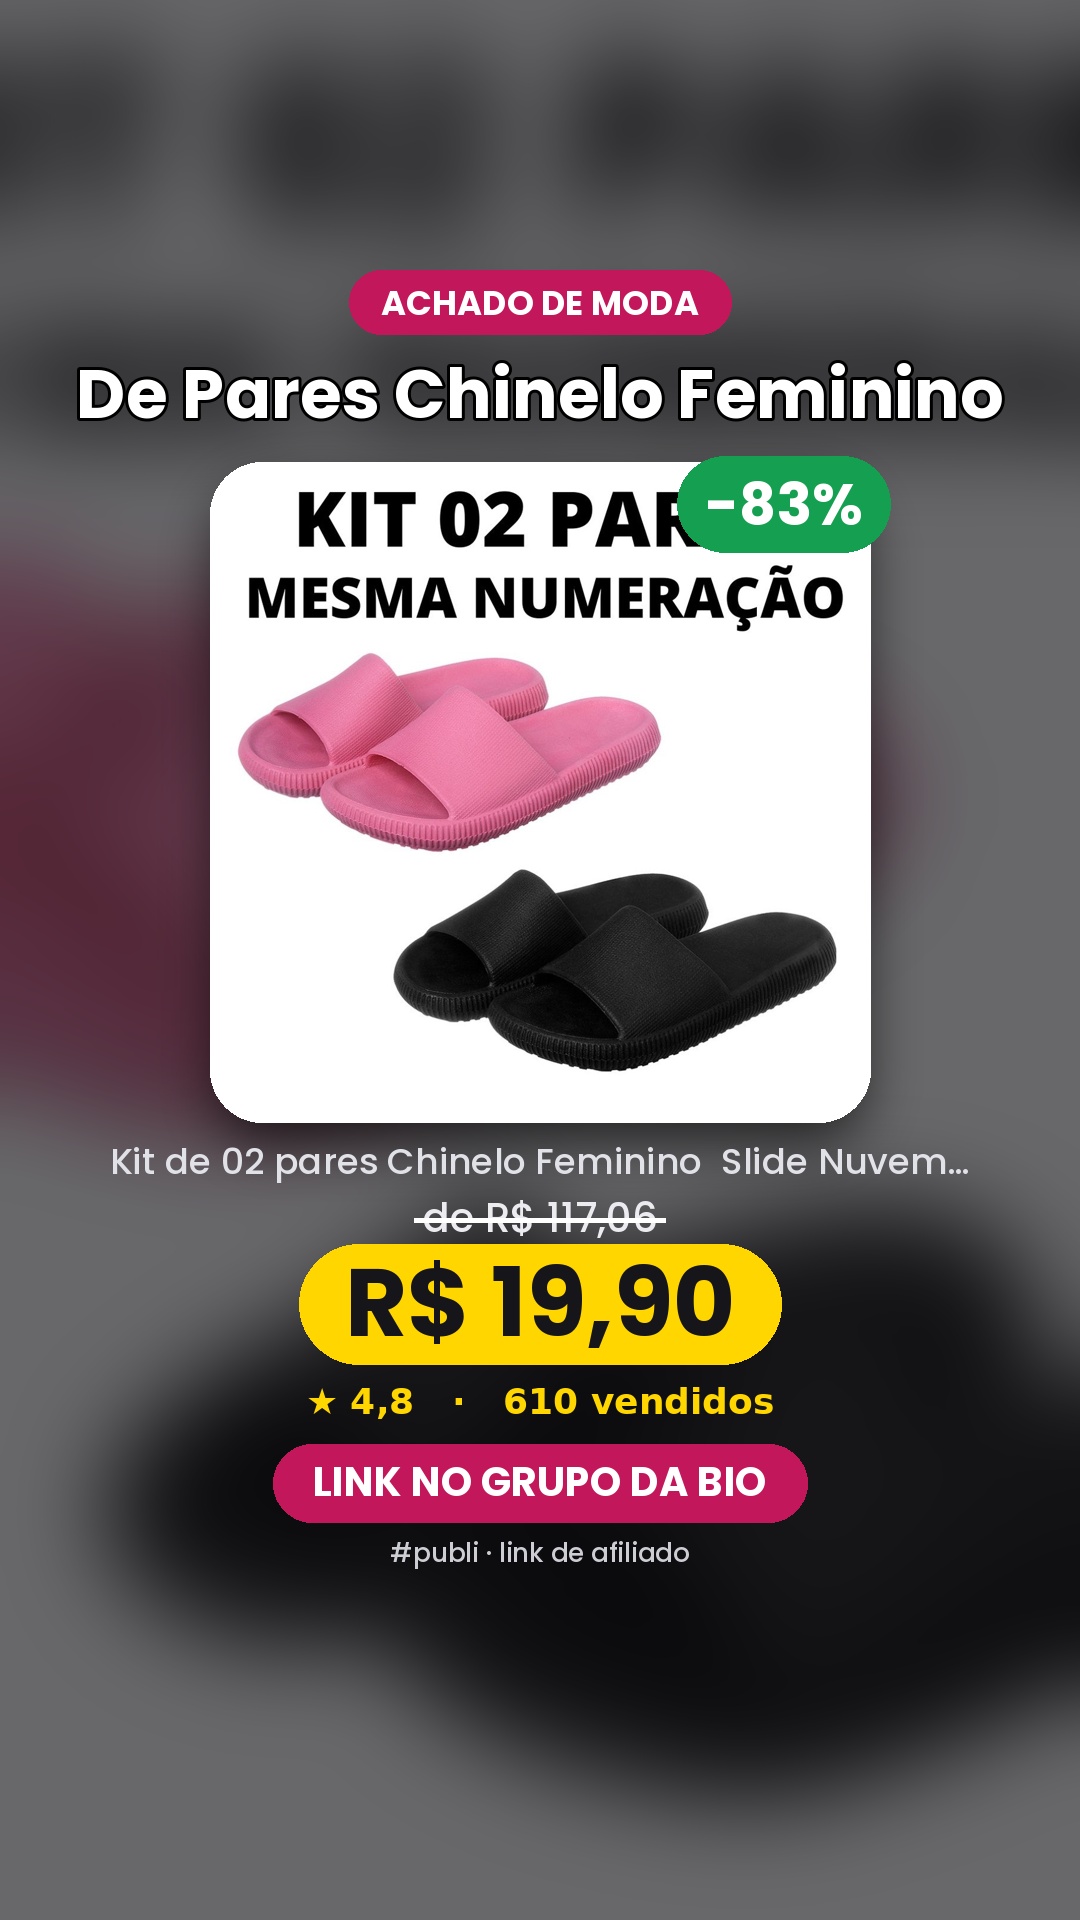 ACHADO DE MODA
De Pares Chinelo Feminino
-83%
KIT 02 PAR
MESMA NUMERAÇÃO
Kit de 02 pares Chinelo Feminino Slide Nuvem...
de R$ 117,06
R$ 19,90
★ 4,8 · 610 vendidos
LINK NO GRUPO DA BIO
#publi · link de afiliado